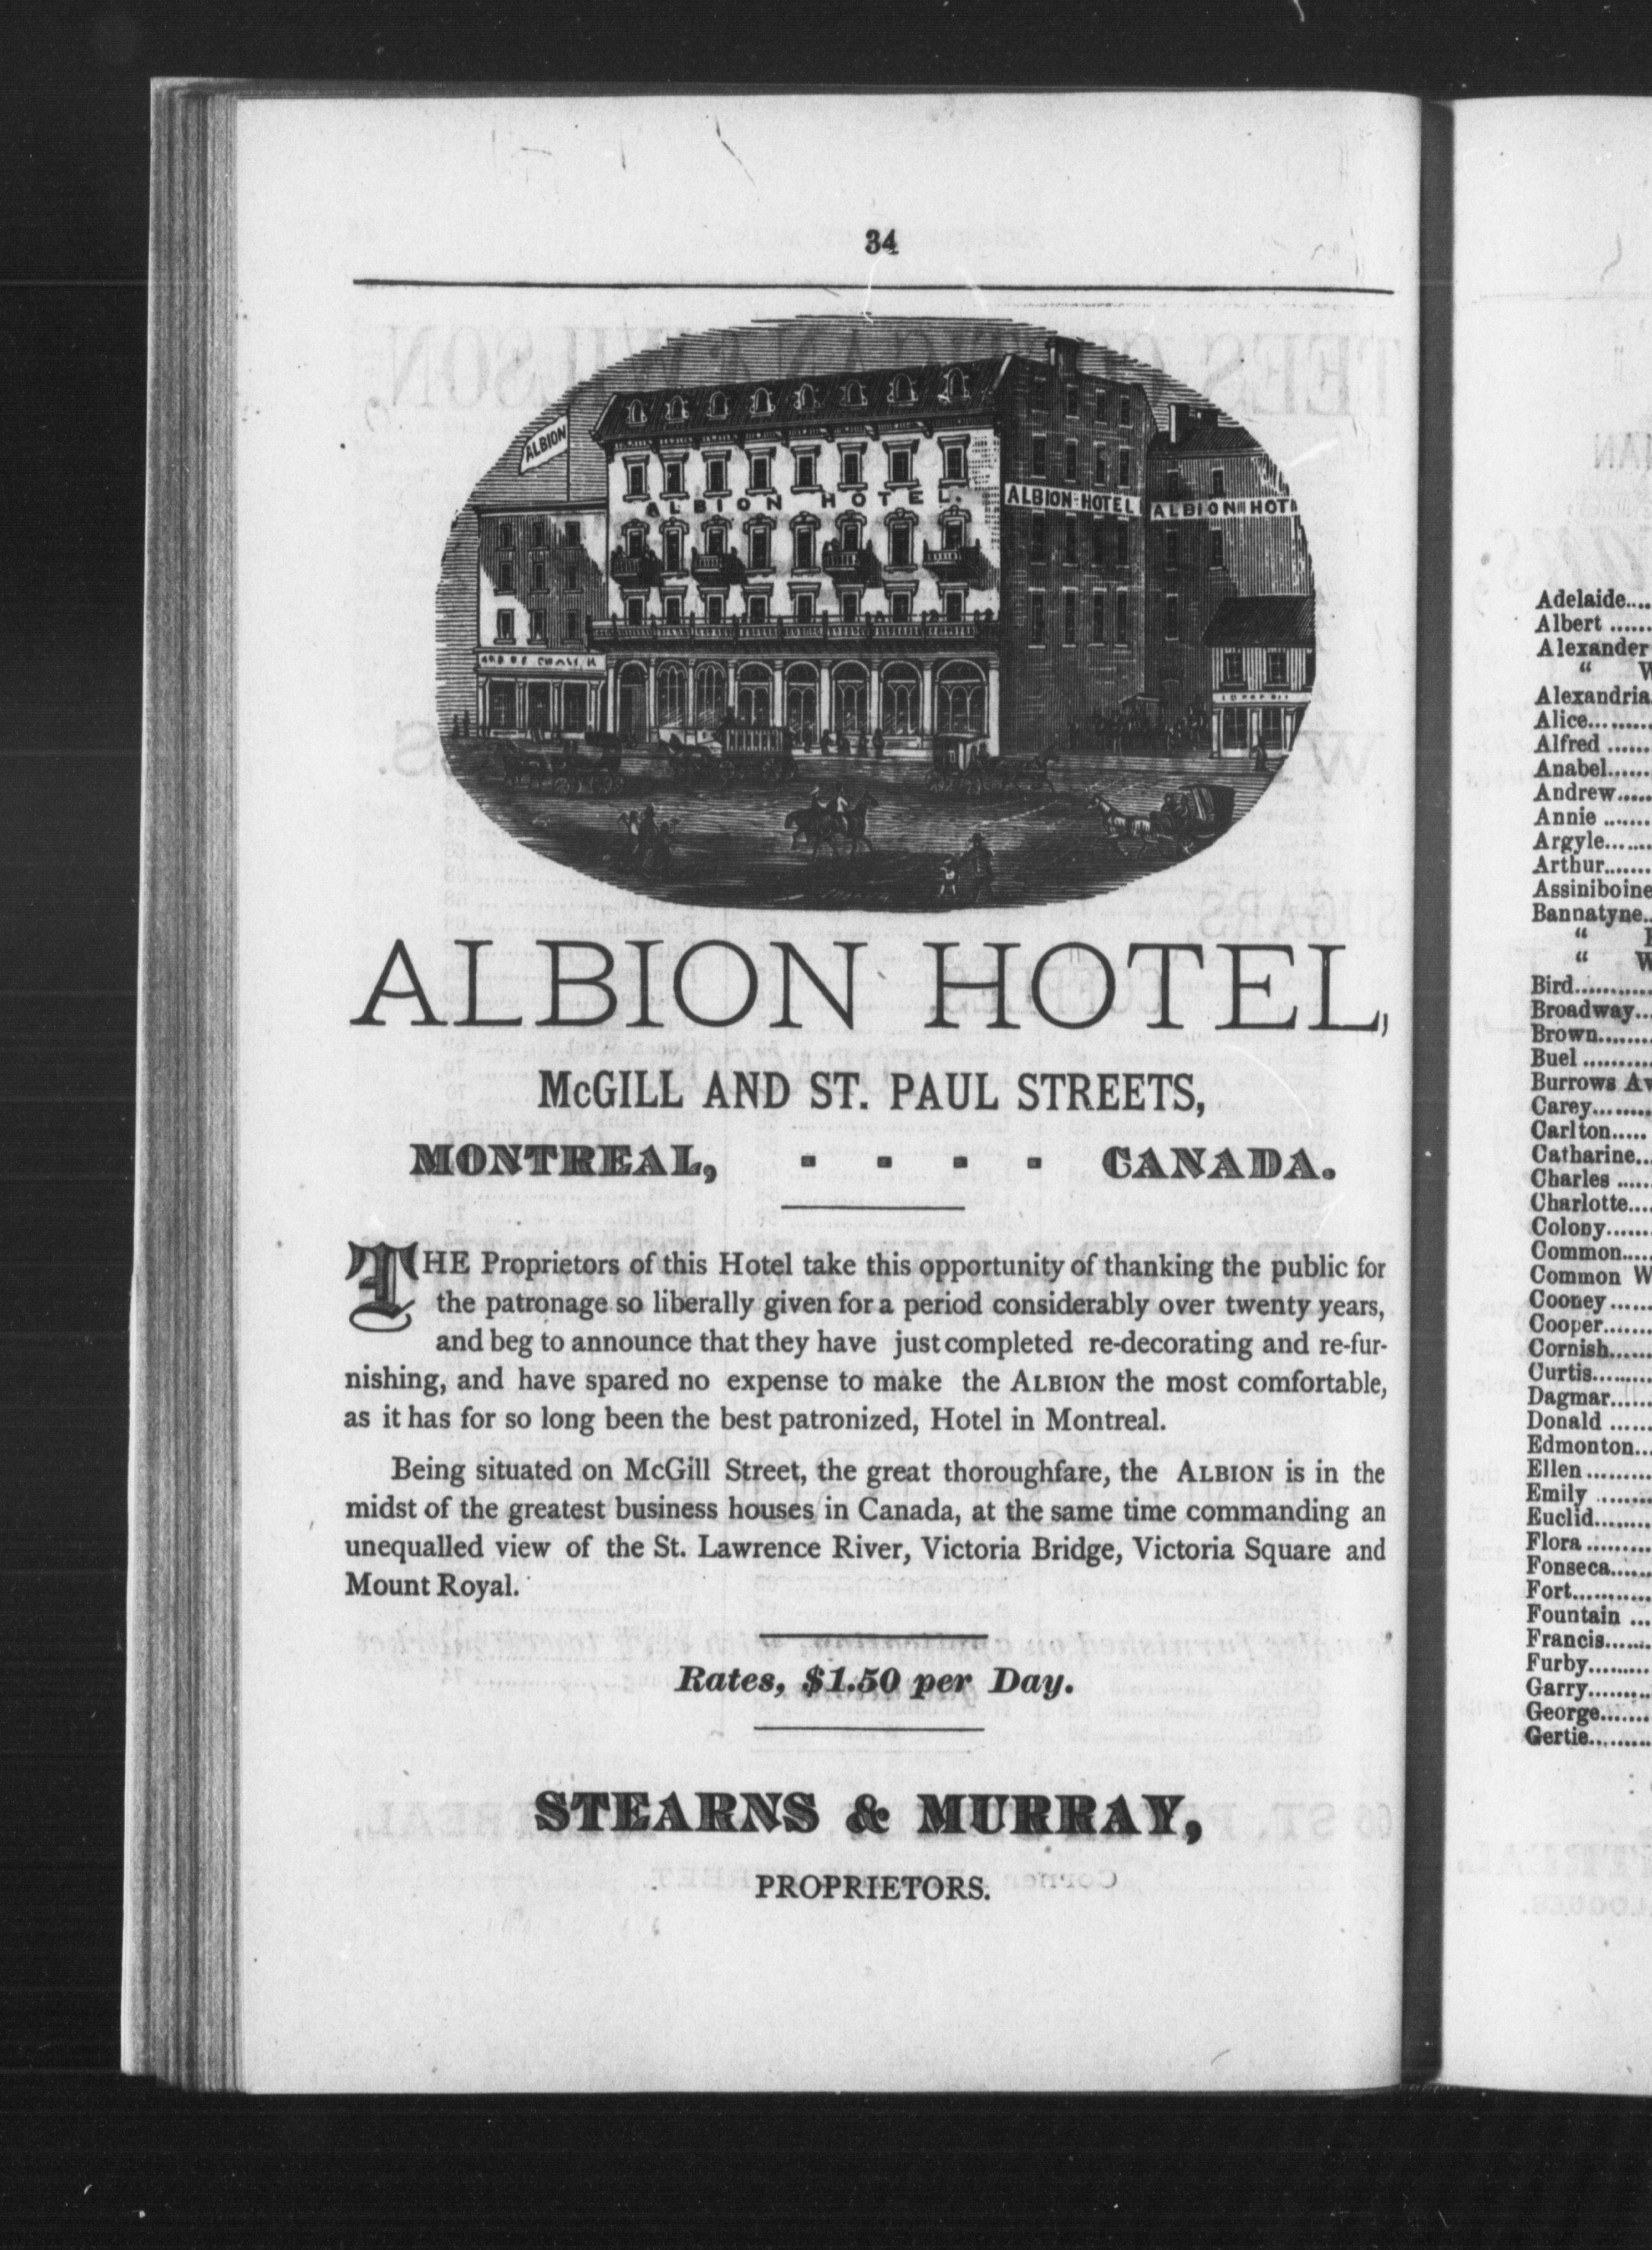 34
ALBION
ALBION HOTEL.
ALBION-HOTEL
ALBION HOT
ALBION HOTEL,
McGILL AND ST. PAUL STREETS,
MONTREAL, - - - - CANADA.
THE Proprietors of this Hotel take this opportunity of thanking the public for
the patronage so liberally given for a period considerably over twenty years,
and beg to announce that they have just completed re-decorating and re-fur-
nishing, and have spared no expense to make the ALBION the most comfortable,
as it has for so long been the best patronized, Hotel in Montreal.
Being situated on McGill Street, the great thoroughfare, the ALBION is in the
midst of the greatest business houses in Canada, at the same time commanding an
unequalled view of the St. Lawrence River, Victoria Bridge, Victoria Square and
Mount Royal.
Rates, $1.50 per Day.
STEARNS & MURRAY,
PROPRIETORS.
Adelaide....
Albert ......
Alexander
“ W
Alexandria
Alice.........
Alfred ......
Anabel......
Andrew.....
Annie .......
Argyle.......
Arthur.......
Assiniboine
Bannatyne..
“
“ W
Bird...........
Broadway...
Brown........
Buel ..........
Burrows Av
Carey........
Carlton.....
Catharine...
Charles .....
Charlotte....
Colony.......
Common.....
Common W
Cooney ......
Cooper.......
Cornish......
Curtis........
Dagmar......
Donald ......
Edmonton...
Ellen .........
Emily .......
Euclid........
Flora .........
Fonseca......
Fort...........
Fountain ...
Francis......
Furby.........
Garry.........
George.......
Gertie.........